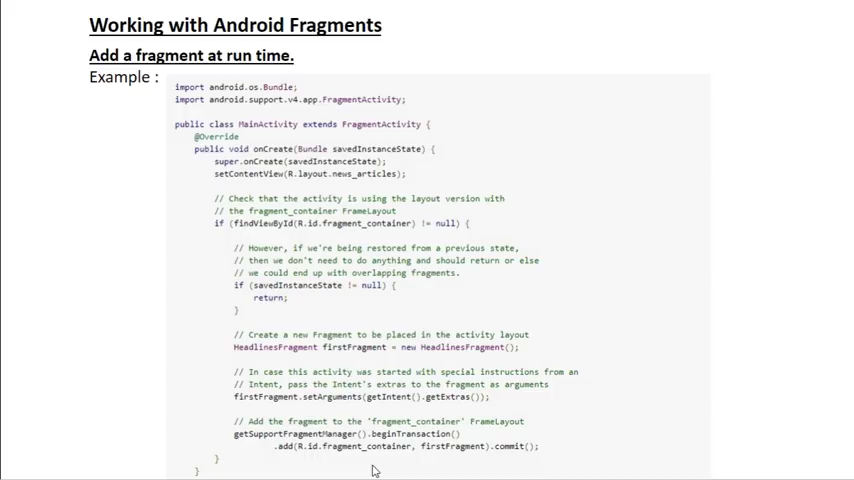 Working with Android Fragments
Add a fragment at run time.
Example :
import android.os.Bundle;
import android.support.v4.app.FragmentActivity;
public class MainActivity extends FragmentActivity {
@Override
public void onCreate(Bundle savedInstanceState) {
super.onCreate(savedInstanceState);
setContentView(R.layout.news_articles);
// Check that the activity is using the layout version with
// the fragment_container FrameLayout
if (findViewById(R.id.fragment_container) != null) {
// However, if we're being restored from a previous state,
// then we don't need to do anything and should return or else
// we could end up with overlapping fragments.
if (savedInstanceState != null) {
return;
}
// Create a new Fragment to be placed in the activity layout
HeadlinesFragment firstFragment = new HeadlinesFragment();
// In case this activity was started with special instructions from an
// Intent, pass the Intent's extras to the fragment as arguments
firstFragment.setArguments(getIntent().getExtras());
// Add the fragment to the 'fragment_container' FrameLayout
getSupportFragmentManager().beginTransaction()
.add(R.id.fragment_container, firstFragment).commit();
}
}